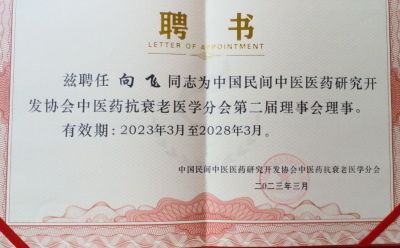 聘书
LETTER OF APPOINTMENT
兹聘任 向飞 同志为中国民间中医医药研究开
发协会中医药抗衰老医学分会第二届理事会理事。
有效期：2023年3月至2028年3月。
中国民间中医医药研究开发协会中医药抗衰老医学分会
二〇二三年三月